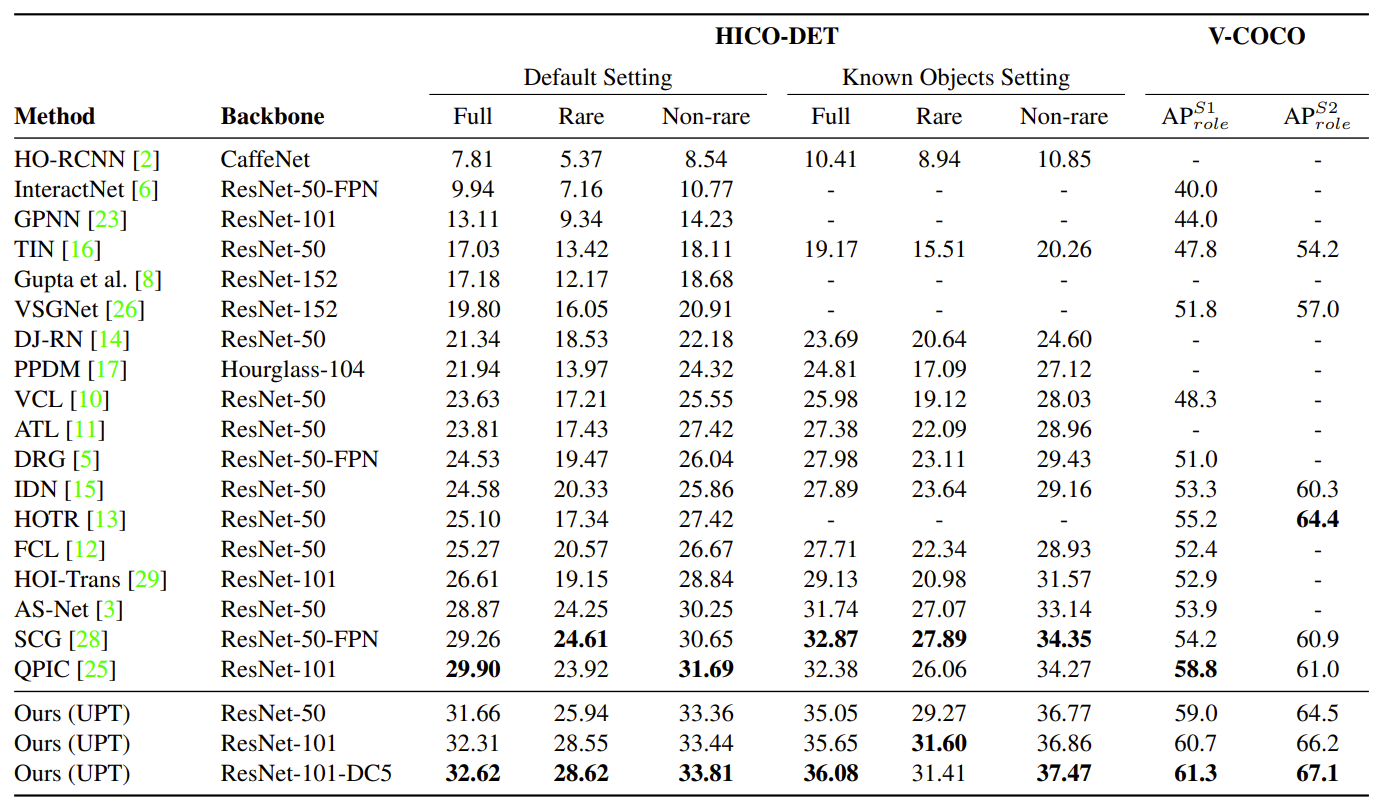 HICO-DET V-COCO
Default Setting Known Objects Setting
Method Backbone Full Rare Non-rare Full Rare Non-rare AP^{S1}_{role} AP^{S2}_{role}
HO-RCNN [2] CaffeNet 7.81 5.37 8.54 10.41 8.94 10.85 - -
InteractNet [6] ResNet-50-FPN 9.94 7.16 10.77 - - - 40.0 -
GPNN [23] ResNet-101 13.11 9.34 14.23 - - - 44.0 -
TIN [16] ResNet-50 17.03 13.42 18.11 19.17 15.51 20.26 47.8 54.2
Gupta et al. [8] ResNet-152 17.18 12.17 18.68 - - - - -
VSGNet [26] ResNet-152 19.80 16.05 20.91 - - - 51.8 57.0
DJ-RN [14] ResNet-50 21.34 18.53 22.18 23.69 20.64 24.60 - -
PPDM [17] Hourglass-104 21.94 13.97 24.32 24.81 17.09 27.12 - -
VCL [10] ResNet-50 23.63 17.21 25.55 25.98 19.12 28.03 48.3 -
ATL [11] ResNet-50 23.81 17.43 27.42 27.38 22.09 28.96 - -
DRG [5] ResNet-50-FPN 24.53 19.47 26.04 27.98 23.11 29.43 51.0 -
IDN [15] ResNet-50 24.58 20.33 25.86 27.89 23.64 29.16 53.3 60.3
HOTR [13] ResNet-50 25.10 17.34 27.42 - - - 55.2 64.4
FCL [12] ResNet-50 25.27 20.57 26.67 27.71 22.34 28.93 52.4 -
HOI-Trans [29] ResNet-101 26.61 19.15 28.84 29.13 20.98 31.57 52.9 -
AS-Net [3] ResNet-50 28.87 24.25 30.25 31.74 27.07 33.14 53.9 -
SCG [28] ResNet-50-FPN 29.26 24.61 30.65 32.87 27.89 34.35 54.2 60.9
QPIC [25] ResNet-101 29.90 23.92 31.69 32.38 26.06 34.27 58.8 61.0
Ours (UPT) ResNet-50 31.66 25.94 33.36 35.05 29.27 36.77 59.0 64.5
Ours (UPT) ResNet-101 32.31 28.55 33.44 35.65 31.60 36.86 60.7 66.2
Ours (UPT) ResNet-101-DC5 32.62 28.62 33.81 36.08 31.41 37.47 61.3 67.1